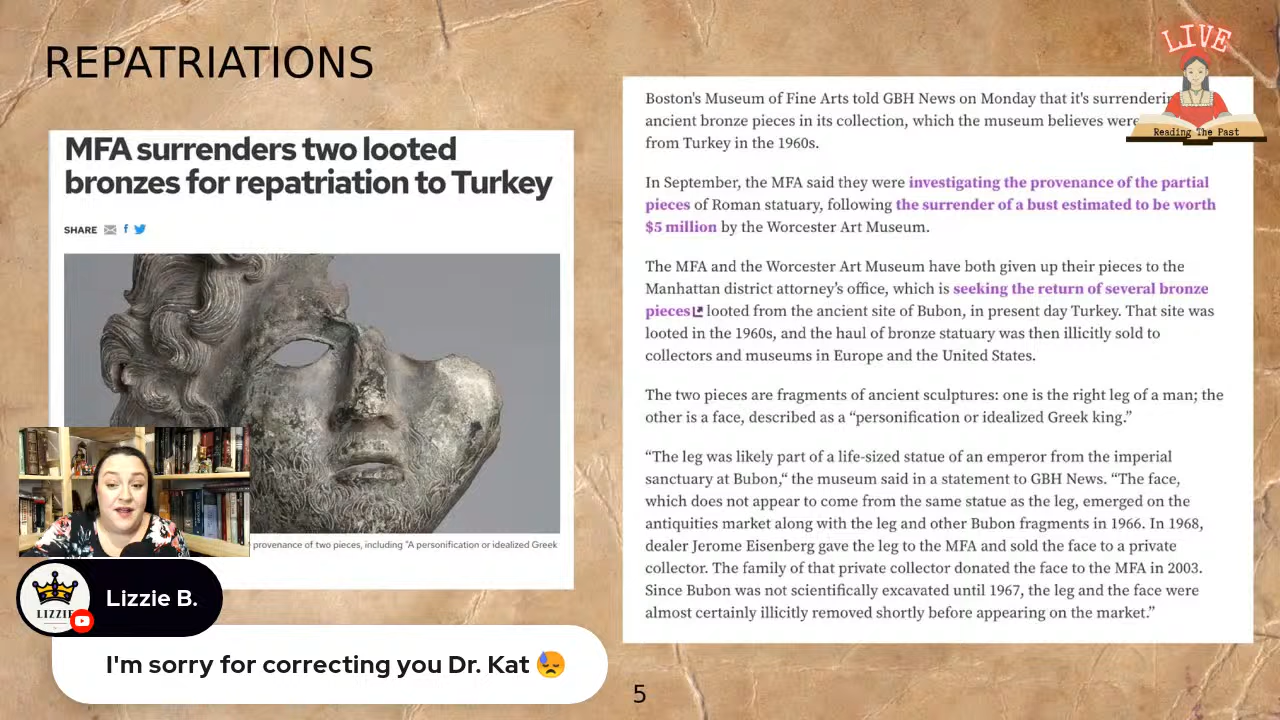 REPATRIATIONS
LIVE
Reading The Past
MFA surrenders two looted
bronzes for repatriation to Turkey
SHARE
provenance of two pieces, including "A personification or idealized Greek
Boston's Museum of Fine Arts told GBH News on Monday that it's surrendering
ancient bronze pieces in its collection, which the museum believes were
from Turkey in the 1960s.
In September, the MFA said they were investigating the provenance of the partial
pieces of Roman statuary, following the surrender of a bust estimated to be worth
$5 million by the Worcester Art Museum.
The MFA and the Worcester Art Museum have both given up their pieces to the
Manhattan district attorney's office, which is seeking the return of several bronze
pieces looted from the ancient site of Bubon, in present day Turkey. That site was
looted in the 1960s, and the haul of bronze statuary was then illicitly sold to
collectors and museums in Europe and the United States.
The two pieces are fragments of ancient sculptures: one is the right leg of a man; the
other is a face, described as a “personification or idealized Greek king.”
“The leg was likely part of a life-sized statue of an emperor from the imperial
sanctuary at Bubon,“ the museum said in a statement to GBH News. “The face,
which does not appear to come from the same statue as the leg, emerged on the
antiquities market along with the leg and other Bubon fragments in 1966. In 1968,
dealer Jerome Eisenberg gave the leg to the MFA and sold the face to a private
collector. The family of that private collector donated the face to the MFA in 2003.
Since Bubon was not scientifically excavated until 1967, the leg and the face were
almost certainly illicitly removed shortly before appearing on the market.”
LIZZIE
Lizzie B.
I'm sorry for correcting you Dr. Kat 😓
5